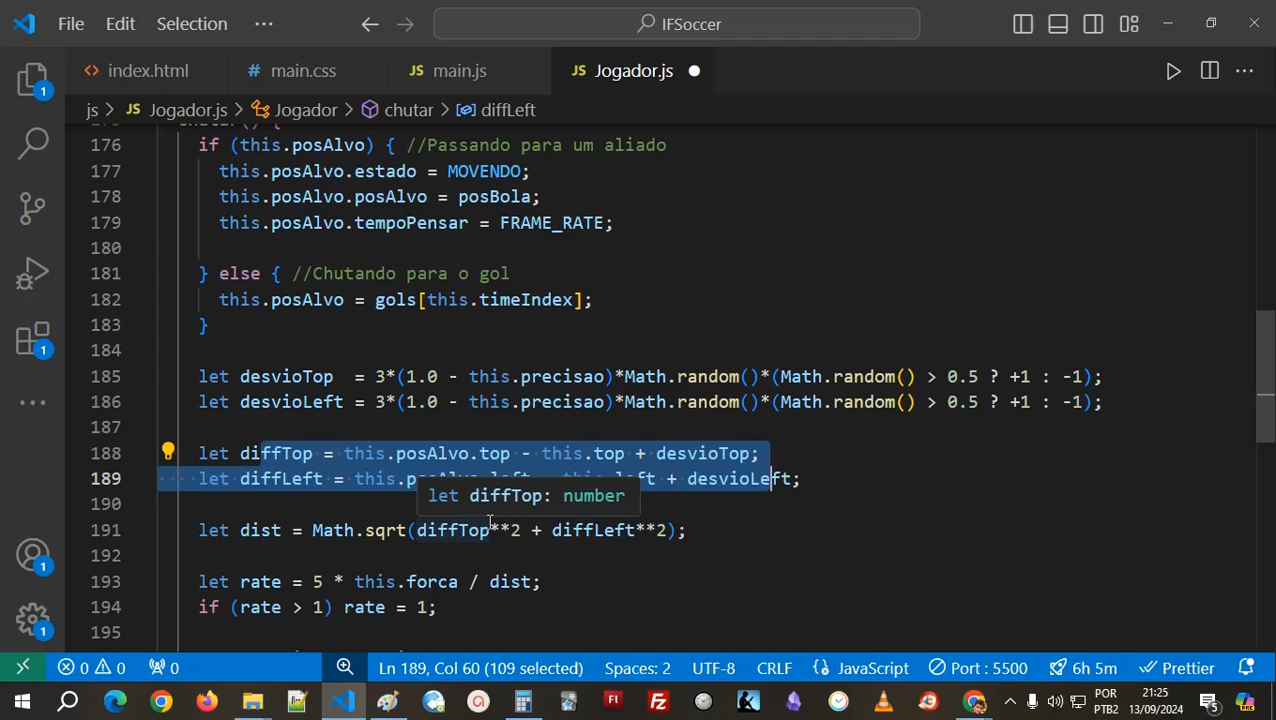 File Edit Selection ··· IFSoccer
index.html main.css JS main.js JS Jogador.js
js > JS Jogador.js > Jogador > chutar > diffLeft
176 if (this.posAlvo) { //Passando para um aliado
177 this.posAlvo.estado = MOVENDO;
178 this.posAlvo.posAlvo = posBola;
179 this.posAlvo.tempoPensar = FRAME_RATE;
180
181 } else { //Chutando para o gol
182 this.posAlvo = gols[this.timeIndex];
183 }
184
185 let desvioTop  = 3*(1.0 - this.precisao)*Math.random()*(Math.random() > 0.5 ? +1 : -1);
186 let desvioLeft = 3*(1.0 - this.precisao)*Math.random()*(Math.random() > 0.5 ? +1 : -1);
187
188 let diffTop = this.posAlvo.top - this.top + desvioTop;
189 let diffLeft = this.posAlvo.left - this.left + desvioLeft;
let diffTop: number
190
191 let dist = Math.sqrt(diffTop**2 + diffLeft**2);
192
193 let rate = 5 * this.forca / dist;
194 if (rate > 1) rate = 1;
195
1
1
1
1
0 0 0 Ln 189, Col 60 (109 selected) Spaces: 2 UTF-8 CRLF {} JavaScript Port : 5500 6h 5m Prettier
POR 21:25
PTB2 13/09/2024 5